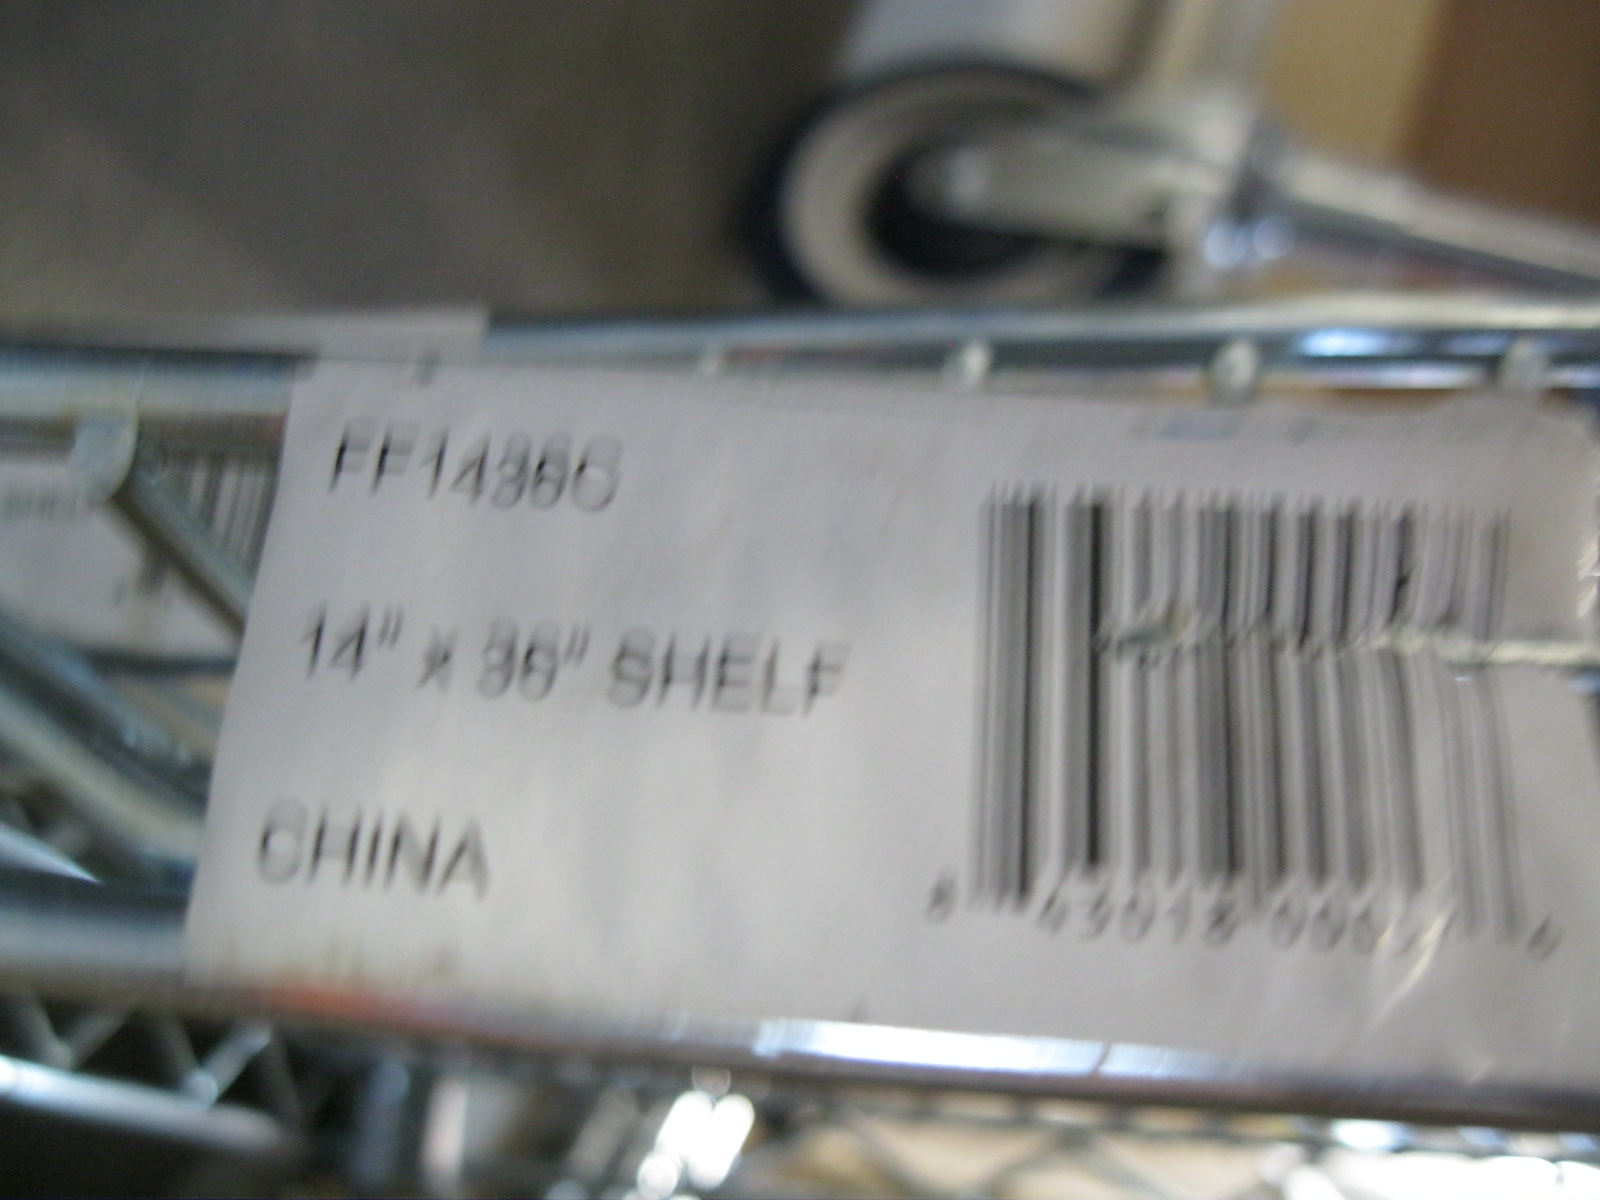 FF1436C
14" x 36" SHELF
CHINA